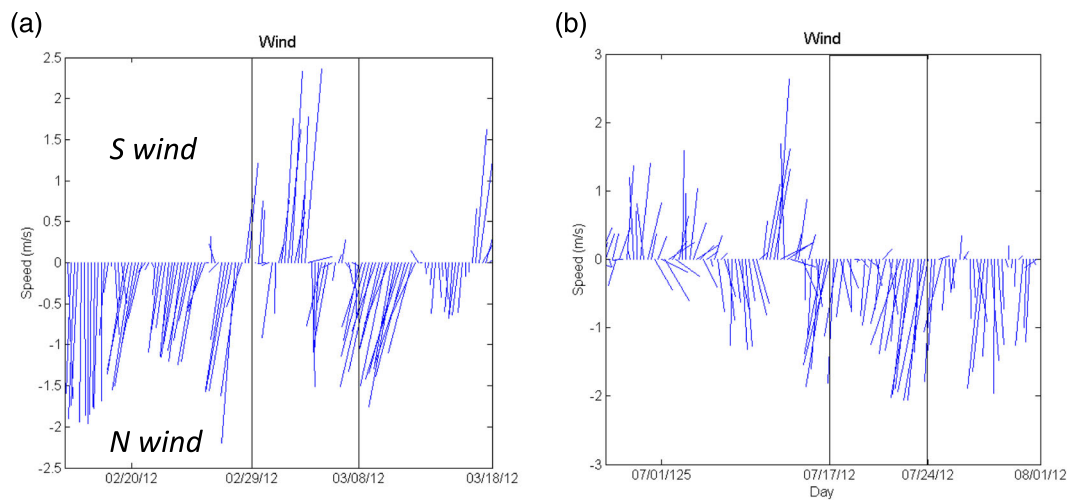 (a)
Wind
Speed (m/s)
2.5
2
1.5
1
0.5
0
-0.5
-1
-1.5
-2
-2.5
S wind
N wind
02/20/12
02/29/12
03/08/12
03/18/12
(b)
Wind
Speed (m/s)
3
2
1
0
-1
-2
-3
07/01/125
07/17/12
07/24/12
08/01/12
Day